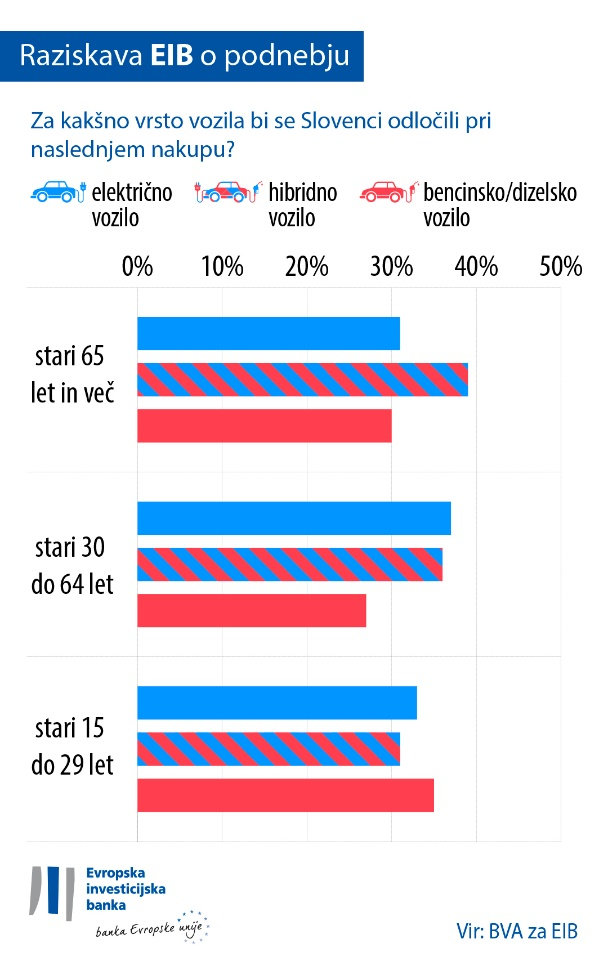 Raziskava EIB o podnebju
Za kakšno vrsto vozila bi se Slovenci odločili pri
naslednjem nakupu?
električno
vozilo
hibridno
vozilo
bencinsko/dizelsko
vozilo
0% 10% 20% 30% 40% 50%
stari 65
let in več
stari 30
do 64 let
stari 15
do 29 let
Evropska
investicijska
banka
banka Evropske unije
Vir: BVA za EIB